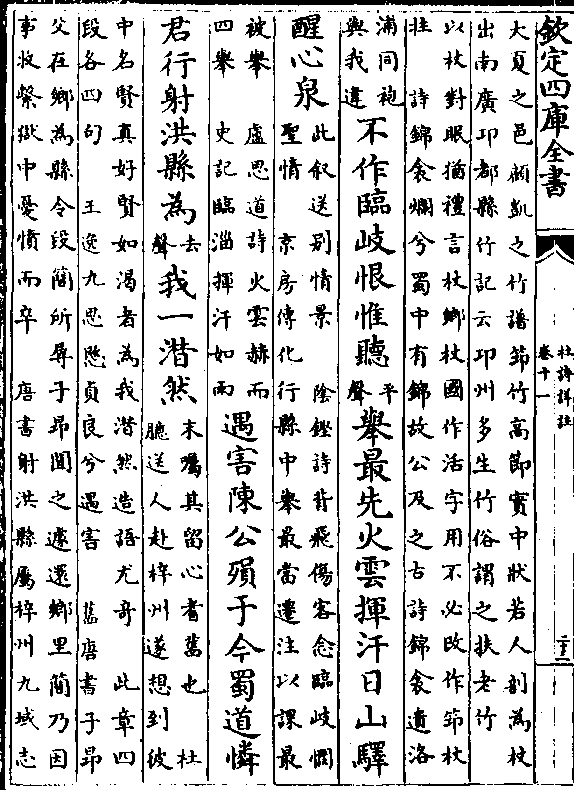 欽定四庫全書
杜詩詳註
卷十一
二十三
大夏之邑顧凱之竹譜筇竹高節實中狀若人剖為杖
出南廣邛都縣竹記云邛州多生竹俗謂之扶老竹
以杖對眠猶禮言杖鄉杖國作活字用不必改作筇杖
詩錦衾爛兮蜀中有錦故公及之古詩錦衾遺洛
浦同袍
與我違
不作臨岐恨惟聽
平
聲
舉最先火雲揮汗日山驛
醒心泉
此叙送别情景 陰鏗詩背飛傷客念臨岐憫
聖情 京房傳化行縣中舉最當遷注以課最
被舉 盧思道詩火雲赫而
四舉 史記臨淄揮汗如雨
遇害陳公殞于今蜀道憐
君行射洪縣為
去
聲
我一潸然
末囑其留心耆舊也 杜
臆送人赴梓州遂想到彼
中名賢真好賢如渴者為我潸然造語尤奇 此章四
段各四句 王逸九思愍貞良兮遇害 舊唐書子昂
父在鄉為縣令段簡所辱子昂聞之遽還鄉里簡乃因
事收繫獄中憂憤而卒 唐書射洪縣屬梓州九域志